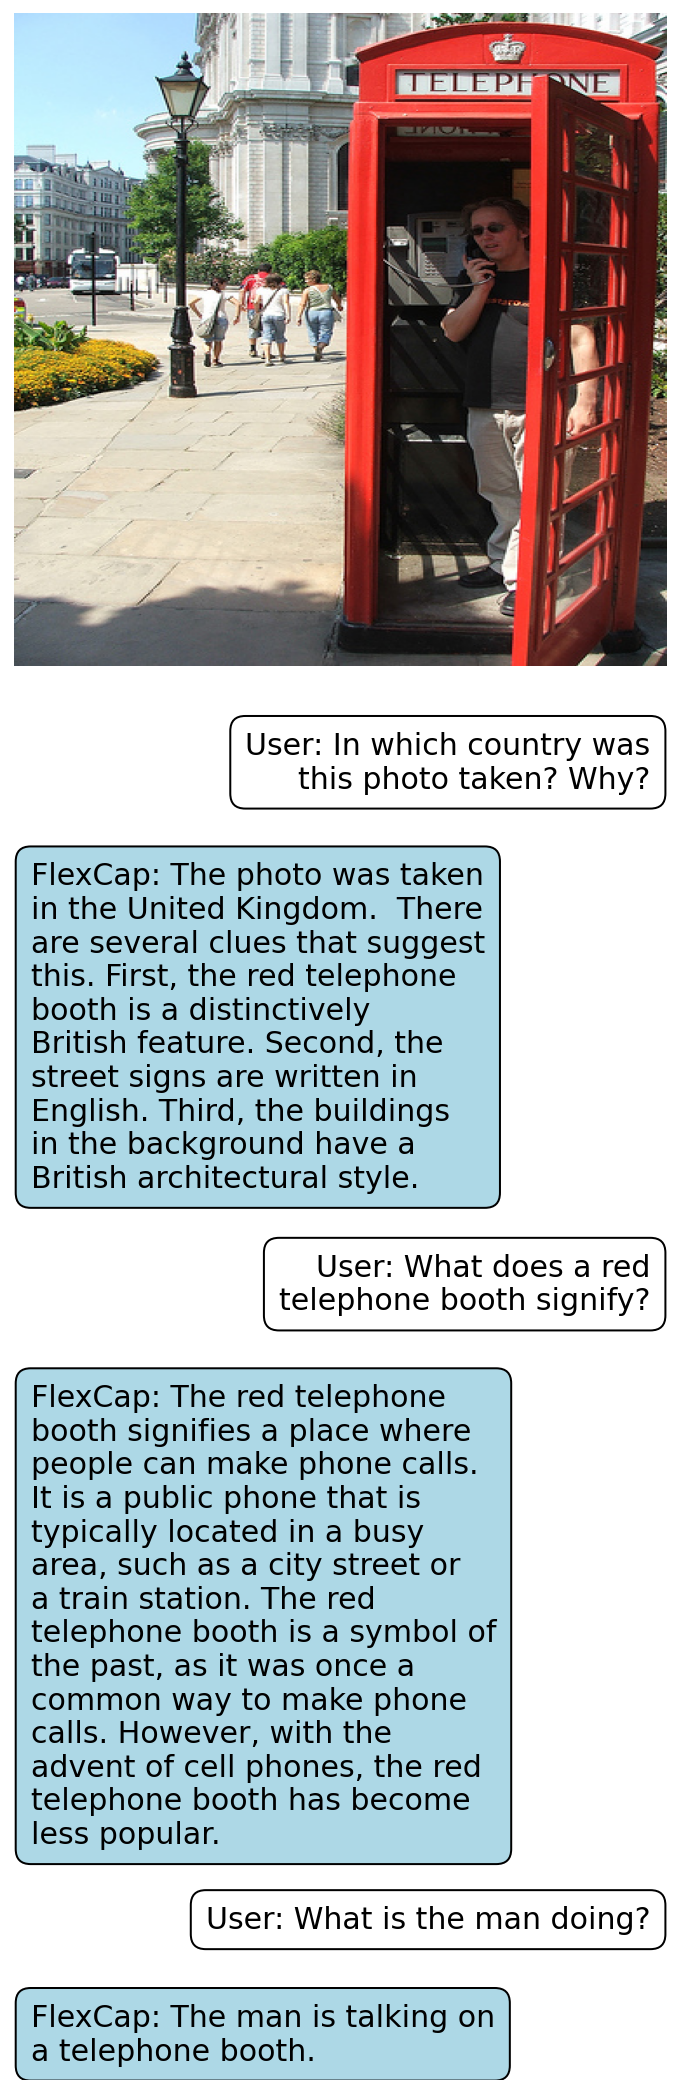 TELEPHONE
User: In which country was
this photo taken? Why?
FlexCap: The photo was taken
in the United Kingdom.  There
are several clues that suggest
this. First, the red telephone
booth is a distinctively
British feature. Second, the
street signs are written in
English. Third, the buildings
in the background have a
British architectural style.
User: What does a red
telephone booth signify?
FlexCap: The red telephone
booth signifies a place where
people can make phone calls.
It is a public phone that is
typically located in a busy
area, such as a city street or
a train station. The red
telephone booth is a symbol of
the past, as it was once a
common way to make phone
calls. However, with the
advent of cell phones, the red
telephone booth has become
less popular.
User: What is the man doing?
FlexCap: The man is talking on
a telephone booth.